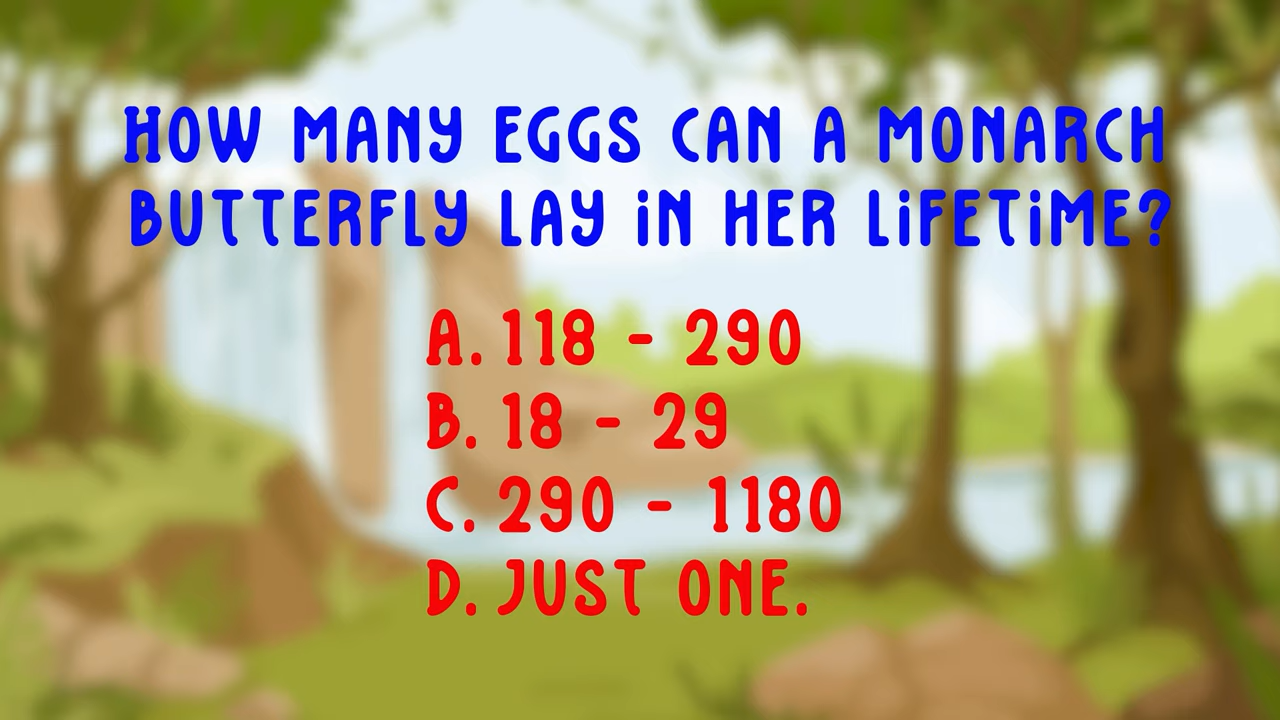 HOW MANY EGGS CAN A MONARCH
BUTTERFLY LAY iN HER LiFETiME?
A. 118 - 290
B. 18 - 29
C. 290 - 1180
D. JUST ONE.